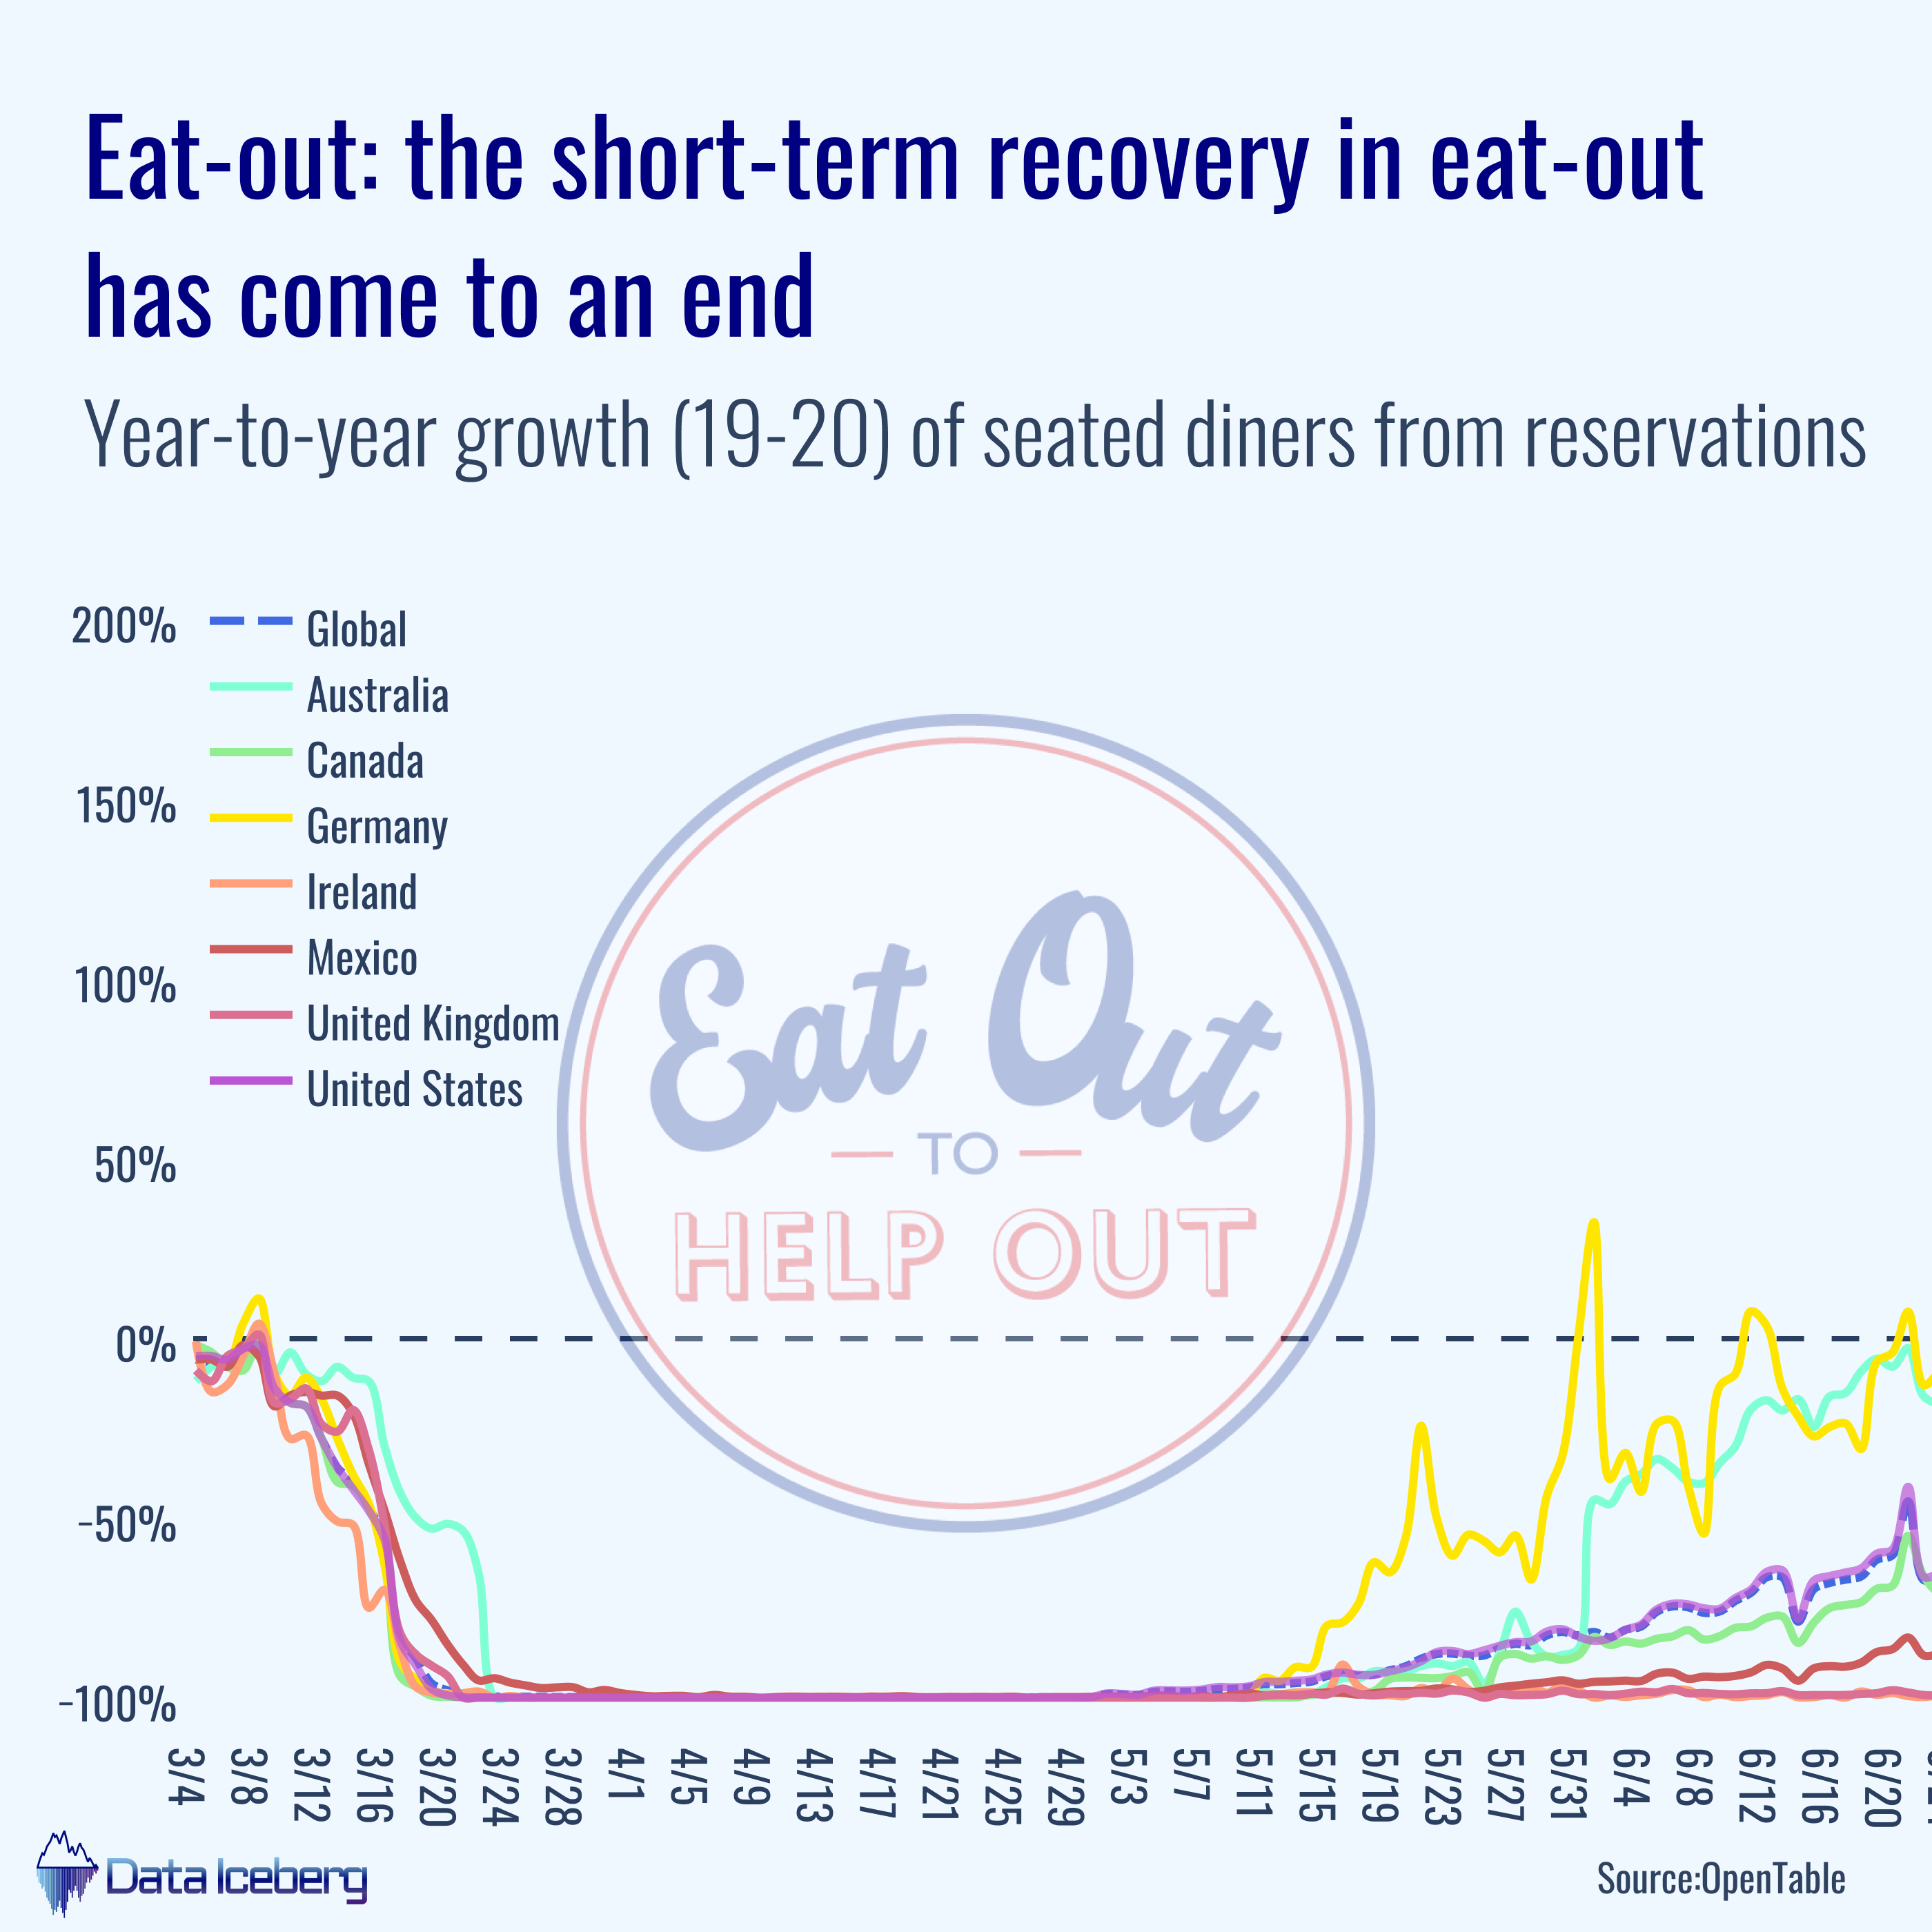 Eat-out: the short-term recovery in eat-out
has come to an end
Year-to-year growth (19-20) of seated diners from reservations
200%
150%
100%
50%
0%
-50%
-100%
Global
Australia
Canada
Germany
Ireland
Mexico
United Kingdom
United States
Eat Out
TO
HELP OUT
3/4
3/8
3/12
3/16
3/20
3/24
3/28
4/1
4/5
4/9
4/13
4/17
4/21
4/25
4/29
5/3
5/7
5/11
5/15
5/19
5/23
5/27
5/31
6/4
6/8
6/12
6/16
6/20
Data Iceberg
Source:OpenTable